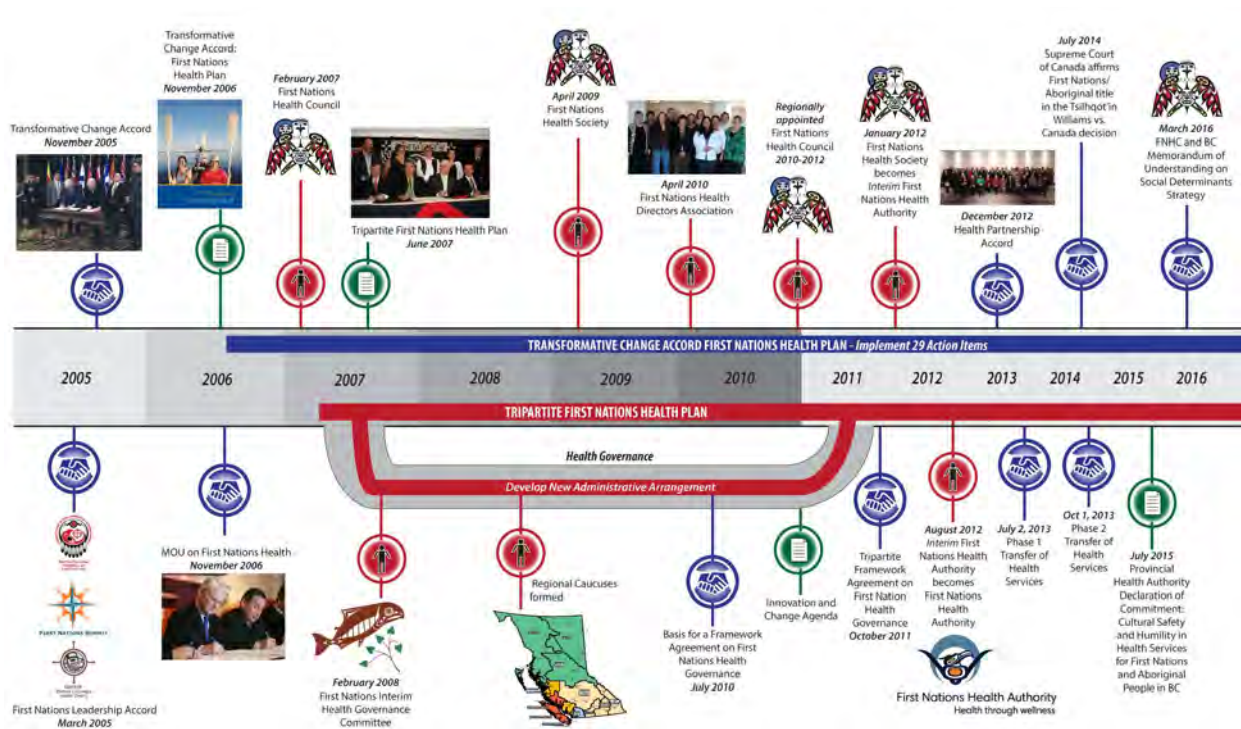 Transformative Change Accord
November 2005
Transformative
Change Accord:
First Nations
Health Plan
November 2006
February 2007
First Nations
Health Council
Tripartite First Nations Health Plan
June 2007
April 2009
First Nations
Health Society
April 2010
First Nations Health
Directors Association
Regionally
appointed
First Nations
Health Council
2010-2012
January 2012
First Nations
Health Society
becomes
Interim First
Nations Health
Authority
December 2012
Health Partnership
Accord
July 2014
Supreme Court
of Canada affirms
First Nations/
Aboriginal title
in the Tsilhqot'in
Williams vs.
Canada decision
March 2016
FNHC and BC
Memorandum of
Understanding on
Social Determinants
Strategy
TRANSFORMATIVE CHANGE ACCORD FIRST NATIONS HEALTH PLAN - Implement 29 Action Items
2005
2006
2007
2008
2009
2010
2011
2012
2013
2014
2015
2016
TRIPARTITE FIRST NATIONS HEALTH PLAN
Health Governance
Develop New Administrative Arrangement
FIRST NATIONS SUMMIT
First Nations Leadership Accord
March 2005
MOU on First Nations Health
November 2006
February 2008
First Nations Interim
Health Governance
Committee
Regional Caucuses
formed
Basis for a Framework
Agreement on First
Nations Health
Governance
July 2010
Innovation and
Change Agenda
Tripartite
Framework
Agreement on
First Nation
Health
Governance
October 2011
August 2012
Interim First
Nations Health
Authority
becomes
First Nations
Health
Authority
First Nations Health Authority
Health through wellness
July 2, 2013
Phase 1
Transfer of
Health
Services
Oct 1, 2013
Phase 2
Transfer of
Health
Services
July 2015
Provincial
Health Authority
Declaration of
Commitment:
Cultural Safety
and Humility in
Health Services
for First Nations
and Aboriginal
People in BC